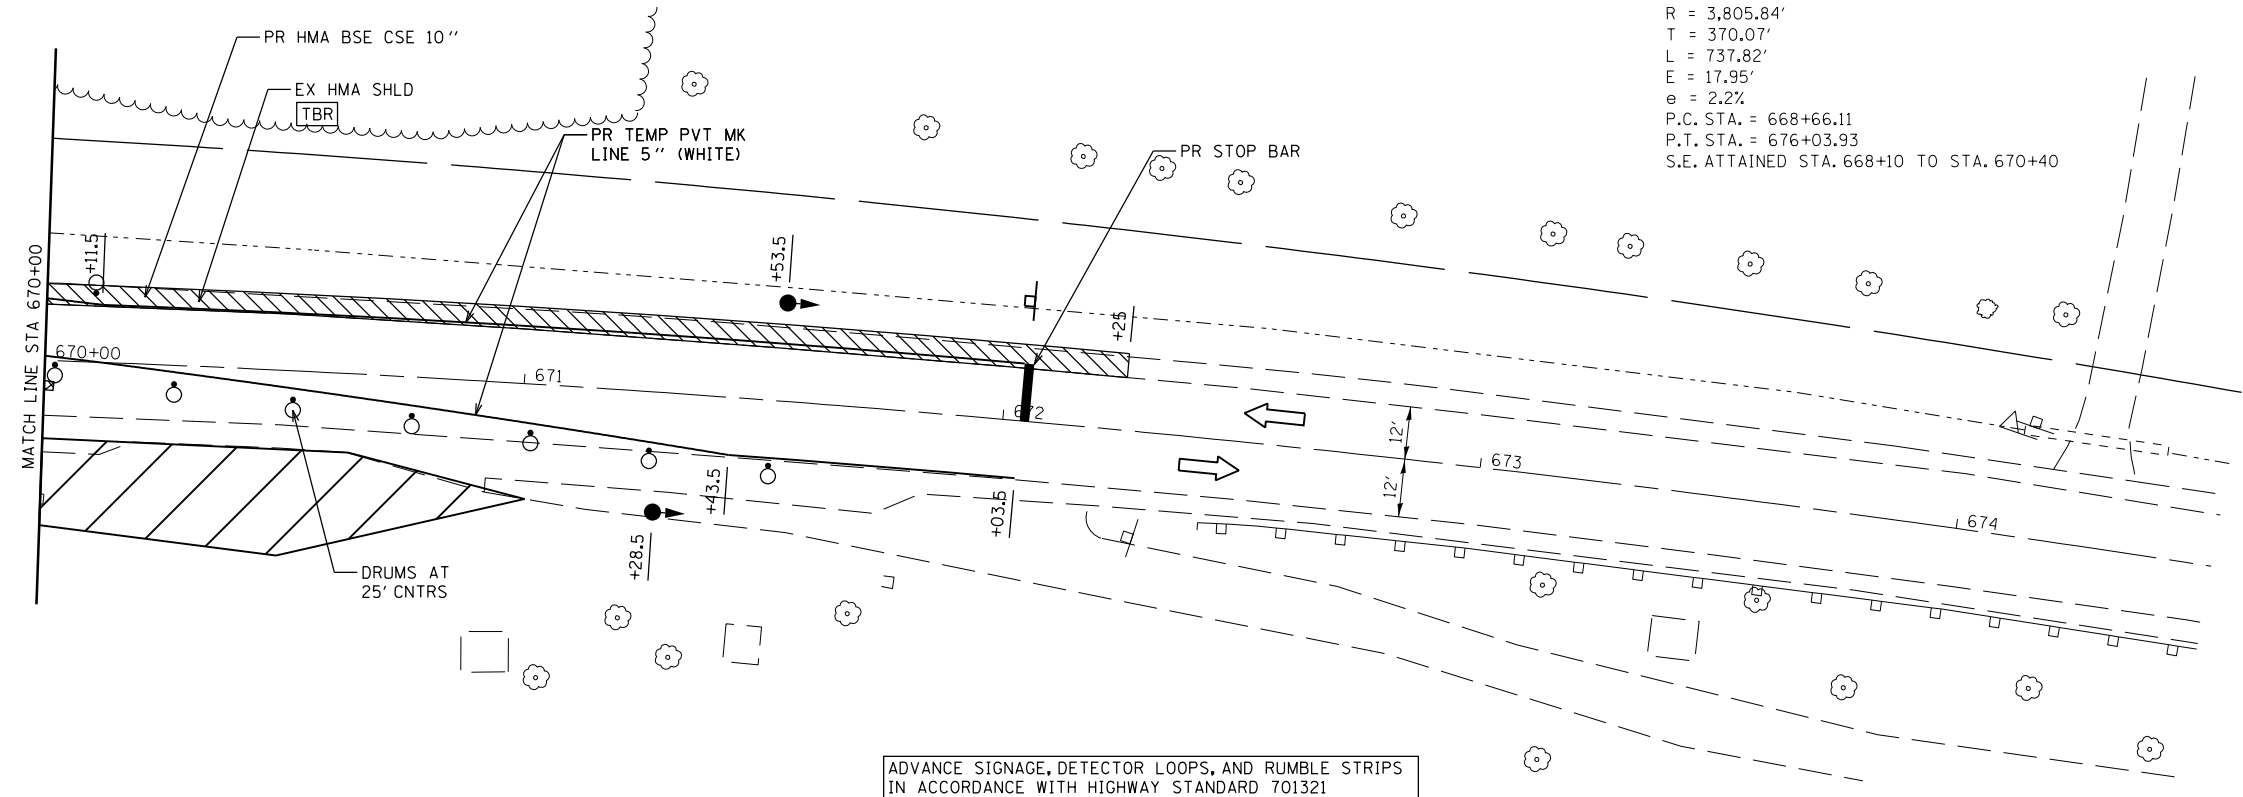 R = 3,805.84'
T = 370.07'
L = 737.82'
E = 17.95'
e = 2.2%
P.C. STA. = 668+66.11
P.T. STA. = 676+03.93
S.E. ATTAINED STA. 668+10 TO STA. 670+40
PR HMA BSE CSE 10"
EX HMA SHLD
TBR
PR TEMP PVT MK
LINE 5" (WHITE)
PR STOP BAR
MATCH LINE STA 670+00
+11.5
+53.5
+25
670+00
671
672
673
674
12'
12'
+43.5
+03.5
+28.5
DRUMS AT
25' CNTRS
ADVANCE SIGNAGE, DETECTOR LOOPS, AND RUMBLE STRIPS
IN ACCORDANCE WITH HIGHWAY STANDARD 701321